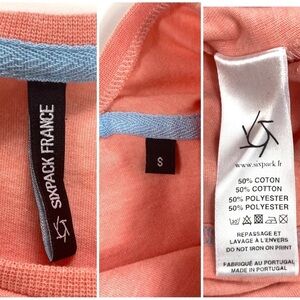 SIXPACK FRANCE
S
www.sixpack.fr
50% COTON
50% COTTON
50% POLYESTER
50% POLYESTER
REPASSAGE ET
LAVAGE A L'ENVERS
DO NOT IRON ON PRINT
FABRIQUÉ AU PORTUGAL
MADE IN PORTUGAL